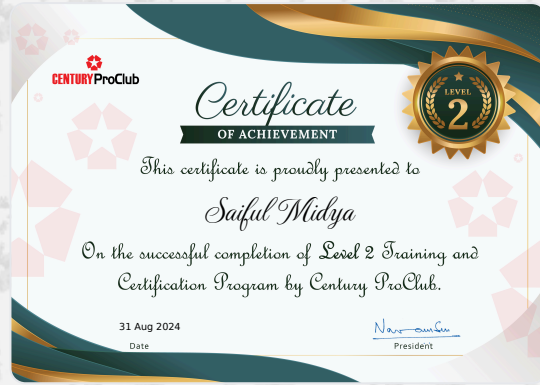 CENTURY ProClub
LEVEL
2
Certificate
OF ACHIEVEMENT
This certificate is proudly presented to
Saiful Midya
On the successful completion of Level 2 Training and
Certification Program by Century ProClub.
31 Aug 2024
Date
President